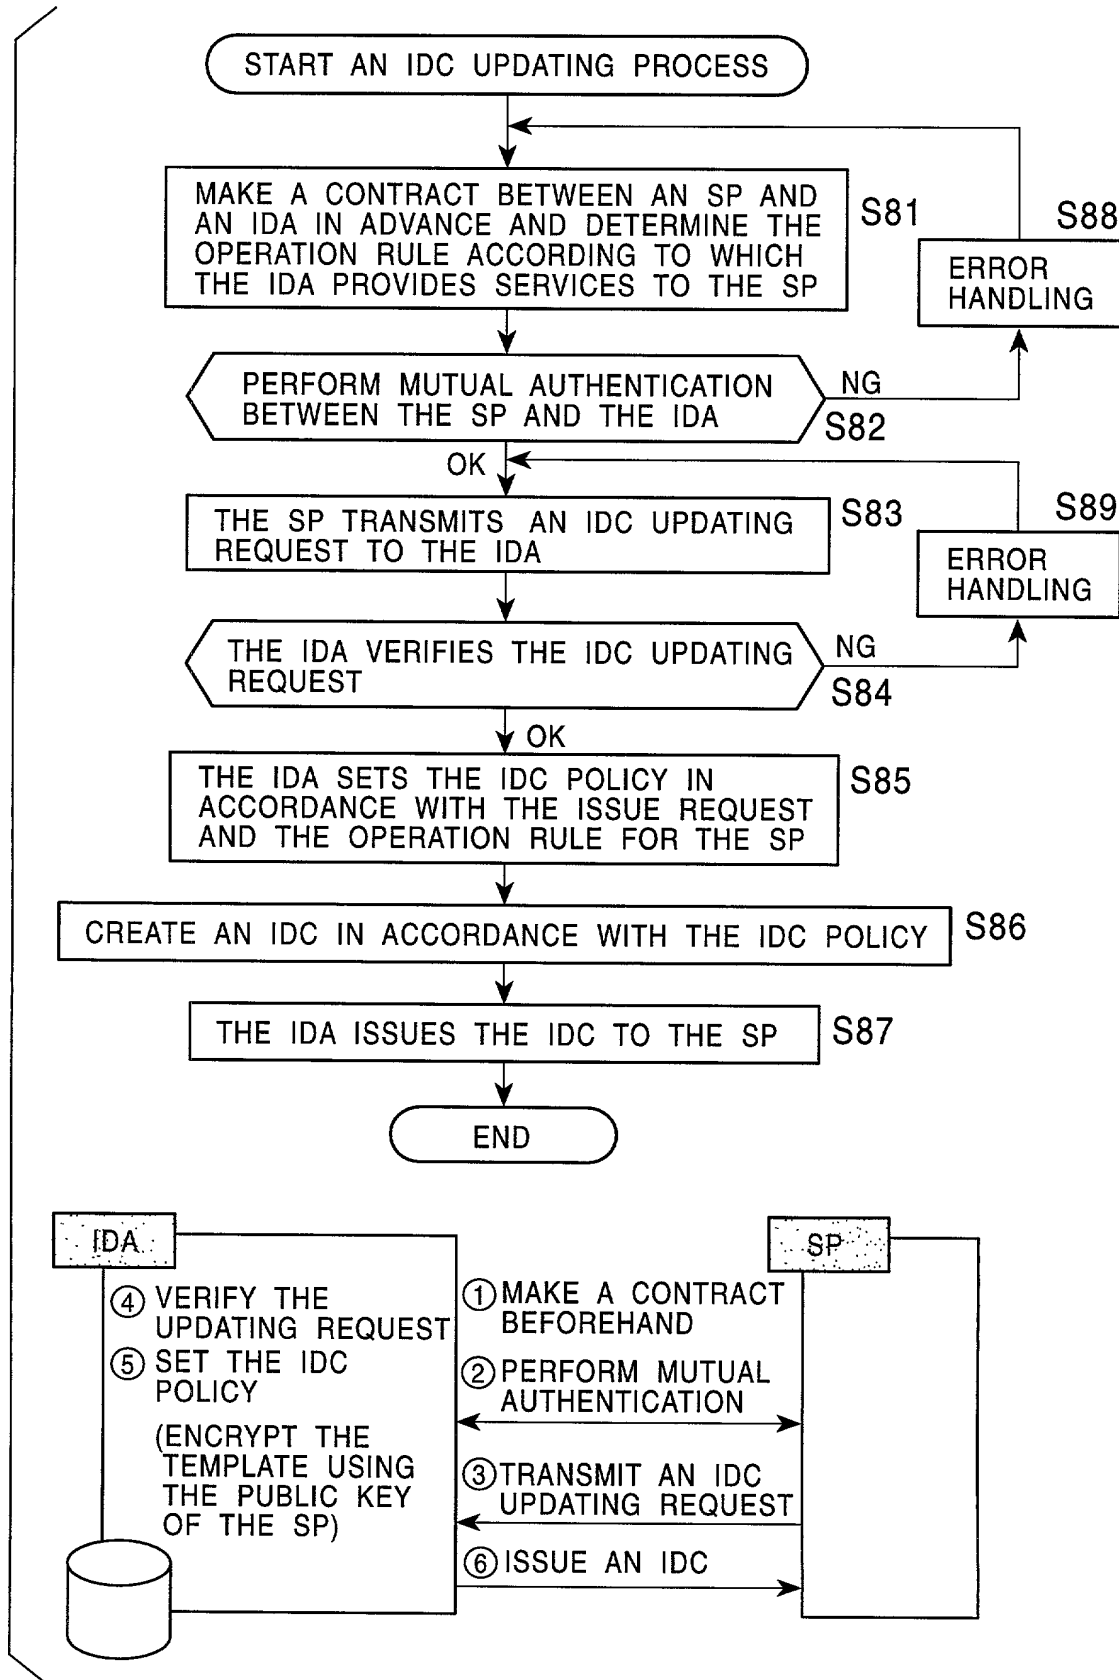 START AN IDC UPDATING PROCESS
MAKE A CONTRACT BETWEEN AN SP AND
AN IDA IN ADVANCE AND DETERMINE THE
OPERATION RULE ACCORDING TO WHICH
THE IDA PROVIDES SERVICES TO THE SP
S81
S88
ERROR
HANDLING
PERFORM MUTUAL AUTHENTICATION
BETWEEN THE SP AND THE IDA
NG
S82
OK
THE SP TRANSMITS AN IDC UPDATING
REQUEST TO THE IDA
S83
S89
ERROR
HANDLING
THE IDA VERIFIES THE IDC UPDATING
REQUEST
NG
S84
OK
THE IDA SETS THE IDC POLICY IN
ACCORDANCE WITH THE ISSUE REQUEST
AND THE OPERATION RULE FOR THE SP
S85
CREATE AN IDC IN ACCORDANCE WITH THE IDC POLICY
S86
THE IDA ISSUES THE IDC TO THE SP
S87
END
IDA
SP
④ VERIFY THE
UPDATING REQUEST
⑤ SET THE IDC
POLICY
(ENCRYPT THE
TEMPLATE USING
THE PUBLIC KEY
OF THE SP)
① MAKE A CONTRACT
BEFOREHAND
② PERFORM MUTUAL
AUTHENTICATION
③ TRANSMIT AN IDC
UPDATING REQUEST
⑥ ISSUE AN IDC